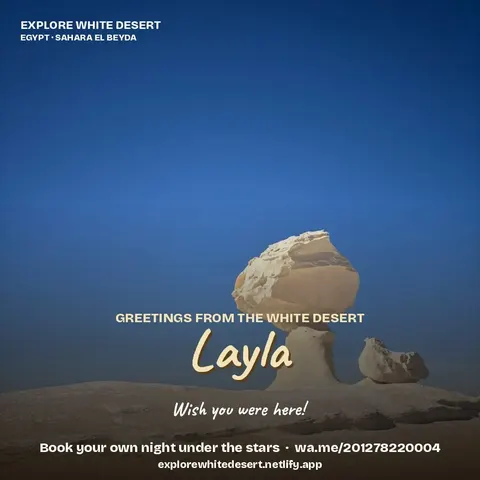 EXPLORE WHITE DESERT
EGYPT · SAHARA EL BEYDA
GREETINGS FROM THE WHITE DESERT
Layla
Wish you were here!
Book your own night under the stars · wa.me/201278220004
explorewhitedesert.netlify.app